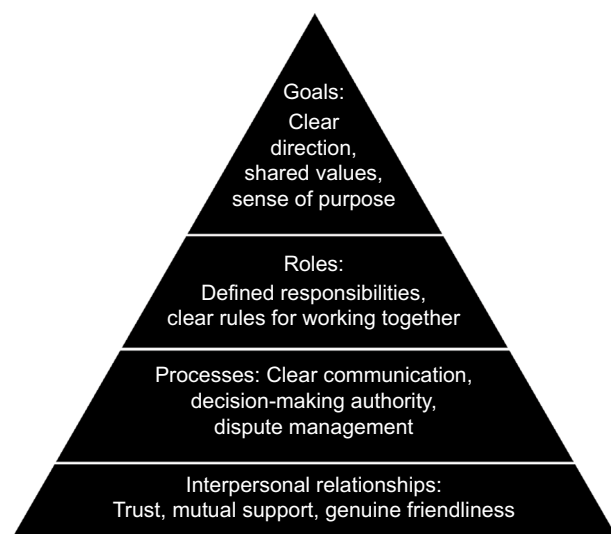 Goals:
Clear
direction,
shared values,
sense of purpose
Roles:
Defined responsibilities,
clear rules for working together
Processes: Clear communication,
decision-making authority,
dispute management
Interpersonal relationships:
Trust, mutual support, genuine friendliness